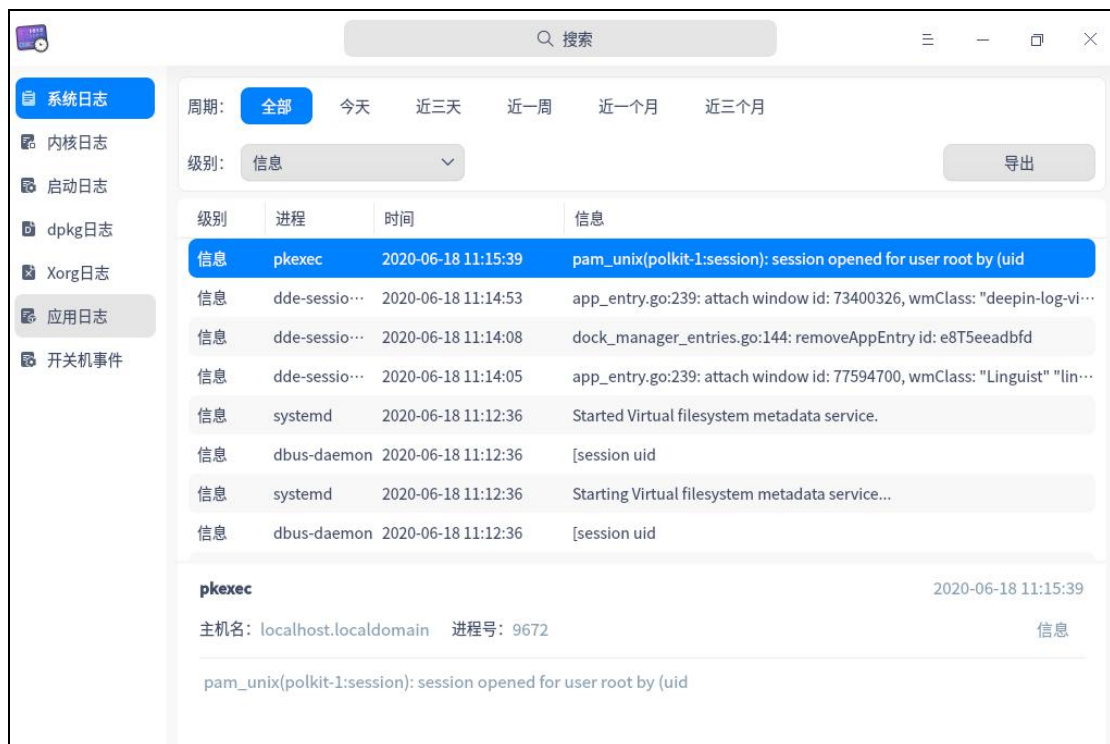 搜索
系统日志
内核日志
启动日志
dpkg日志
Xorg日志
应用日志
开关机事件
周期： 全部 今天 近三天 近一周 近一个月 近三个月
级别： 信息 导出
级别 进程 时间 信息
信息 pkexec 2020-06-18 11:15:39 pam_unix(polkit-1:session): session opened for user root by (uid
信息 dde-sessio… 2020-06-18 11:14:53 app_entry.go:239: attach window id: 73400326, wmClass: "deepin-log-vi…
信息 dde-sessio… 2020-06-18 11:14:08 dock_manager_entries.go:144: removeAppEntry id: e8T5eeadbfd
信息 dde-sessio… 2020-06-18 11:14:05 app_entry.go:239: attach window id: 77594700, wmClass: "Linguist" "lin…
信息 systemd 2020-06-18 11:12:36 Started Virtual filesystem metadata service.
信息 dbus-daemon 2020-06-18 11:12:36 [session uid
信息 systemd 2020-06-18 11:12:36 Starting Virtual filesystem metadata service...
信息 dbus-daemon 2020-06-18 11:12:36 [session uid
pkexec 2020-06-18 11:15:39
主机名： localhost.localdomain 进程号： 9672 信息
pam_unix(polkit-1:session): session opened for user root by (uid